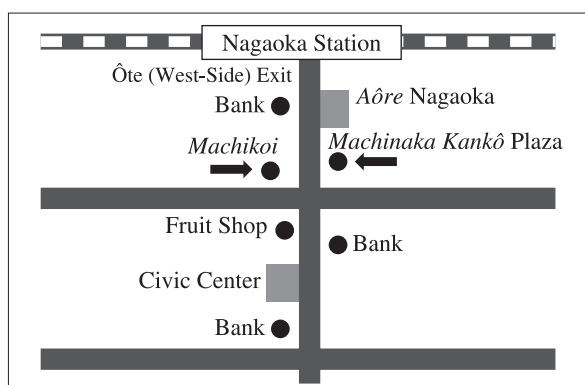 Nagaoka Station
Ôte (West-Side) Exit
Bank
Aôre Nagaoka
Machikoi
Machinaka Kankô Plaza
Fruit Shop
Bank
Civic Center
Bank